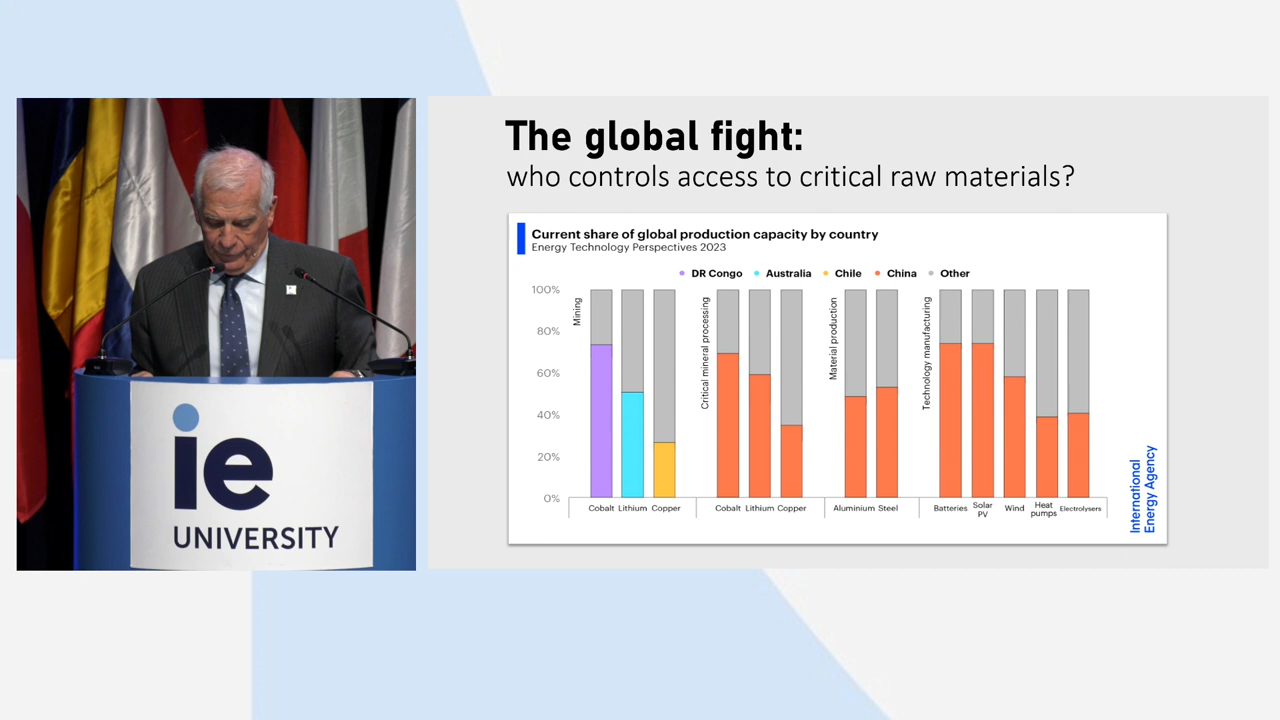 ie
UNIVERSITY
The global fight:
who controls access to critical raw materials?
Current share of global production capacity by country
Energy Technology Perspectives 2023
DR Congo Australia Chile China Other
100%
80%
60%
40%
20%
0%
Mining
Critical mineral processing
Material production
Technology manufacturing
Cobalt Lithium Copper Cobalt Lithium Copper Aluminium Steel Batteries Solar PV Wind Heat pumps Electrolysers
International
Energy Agency